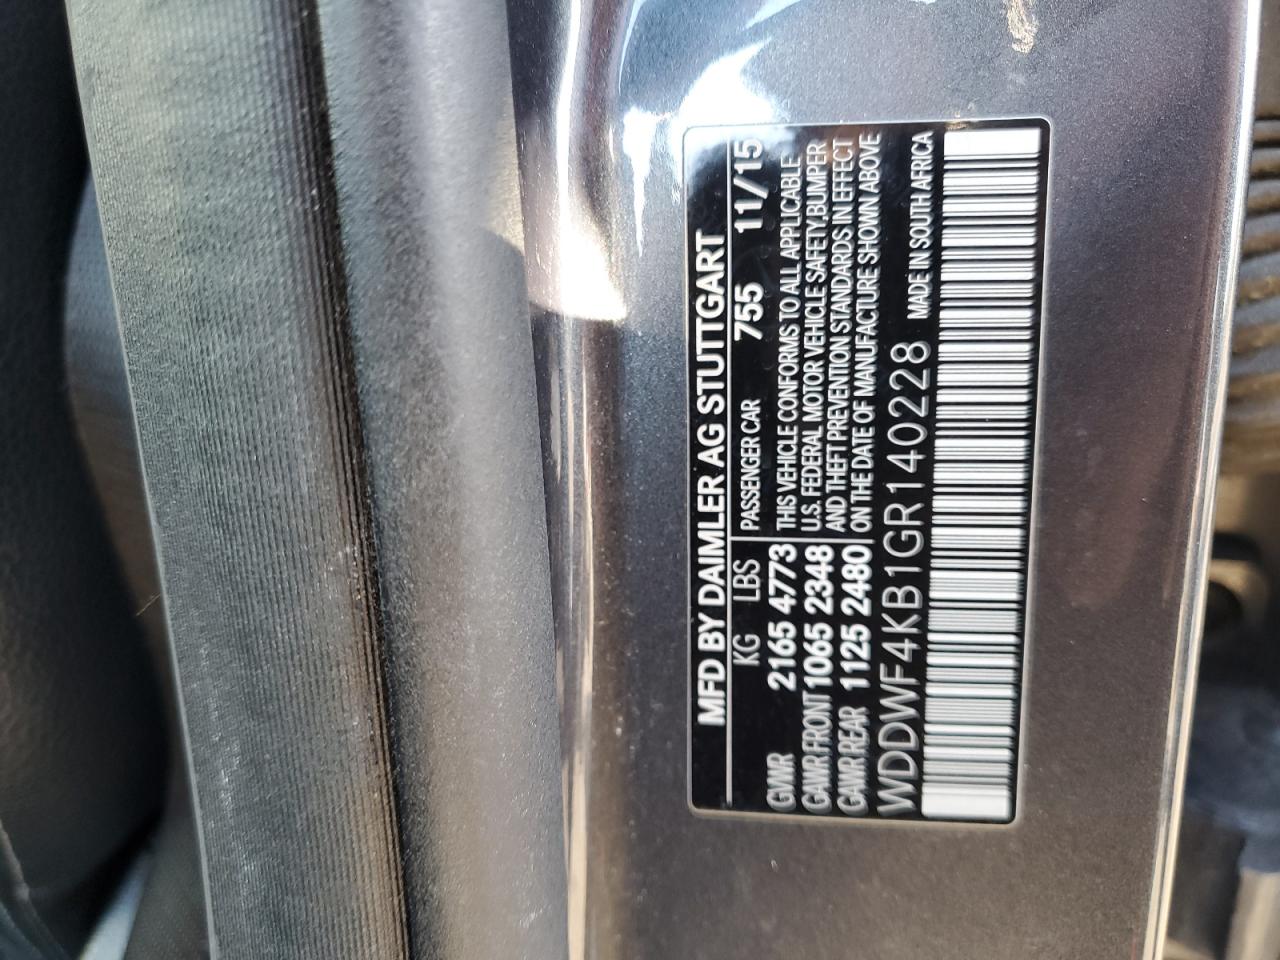 MFD BY DAIMLER AG STUTTGART
KG LBS PASSENGER CAR 755 11/15
GVWR 2165 4773 THIS VEHICLE CONFORMS TO ALL APPLICABLE
GAWR FRONT 1065 2348 U.S. FEDERAL MOTOR VEHICLE SAFETY,BUMPER
GAWR REAR 1125 2480 AND THEFT PREVENTION STANDARDS IN EFFECT
ON THE DATE OF MANUFACTURE SHOWN ABOVE
WDDWF4KB1GR140228 MADE IN SOUTH AFRICA